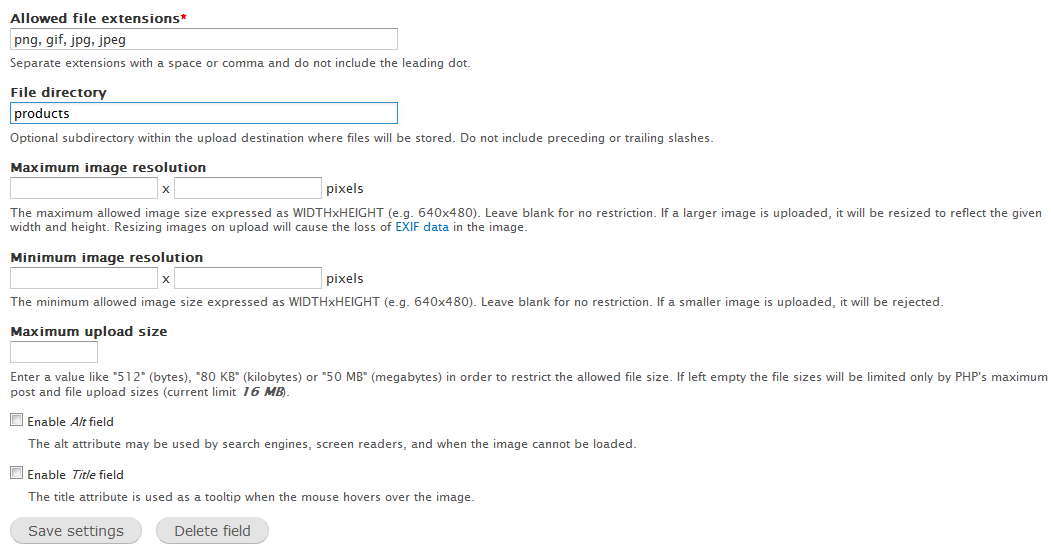 Allowed file extensions*
png, gif, jpg, jpeg
Separate extensions with a space or comma and do not include the leading dot.
File directory
products
Optional subdirectory within the upload destination where files will be stored. Do not include preceding or trailing slashes.
Maximum image resolution
x pixels
The maximum allowed image size expressed as WIDTHxHEIGHT (e.g. 640x480). Leave blank for no restriction. If a larger image is uploaded, it will be resized to reflect the given
width and height. Resizing images on upload will cause the loss of EXIF data in the image.
Minimum image resolution
x pixels
The minimum allowed image size expressed as WIDTHxHEIGHT (e.g. 640x480). Leave blank for no restriction. If a smaller image is uploaded, it will be rejected.
Maximum upload size
Enter a value like "512" (bytes), "80 KB" (kilobytes) or "50 MB" (megabytes) in order to restrict the allowed file size. If left empty the file sizes will be limited only by PHP's maximum
post and file upload sizes (current limit 16 MB).
Enable Alt field
The alt attribute may be used by search engines, screen readers, and when the image cannot be loaded.
Enable Title field
The title attribute is used as a tooltip when the mouse hovers over the image.
Save settings Delete field